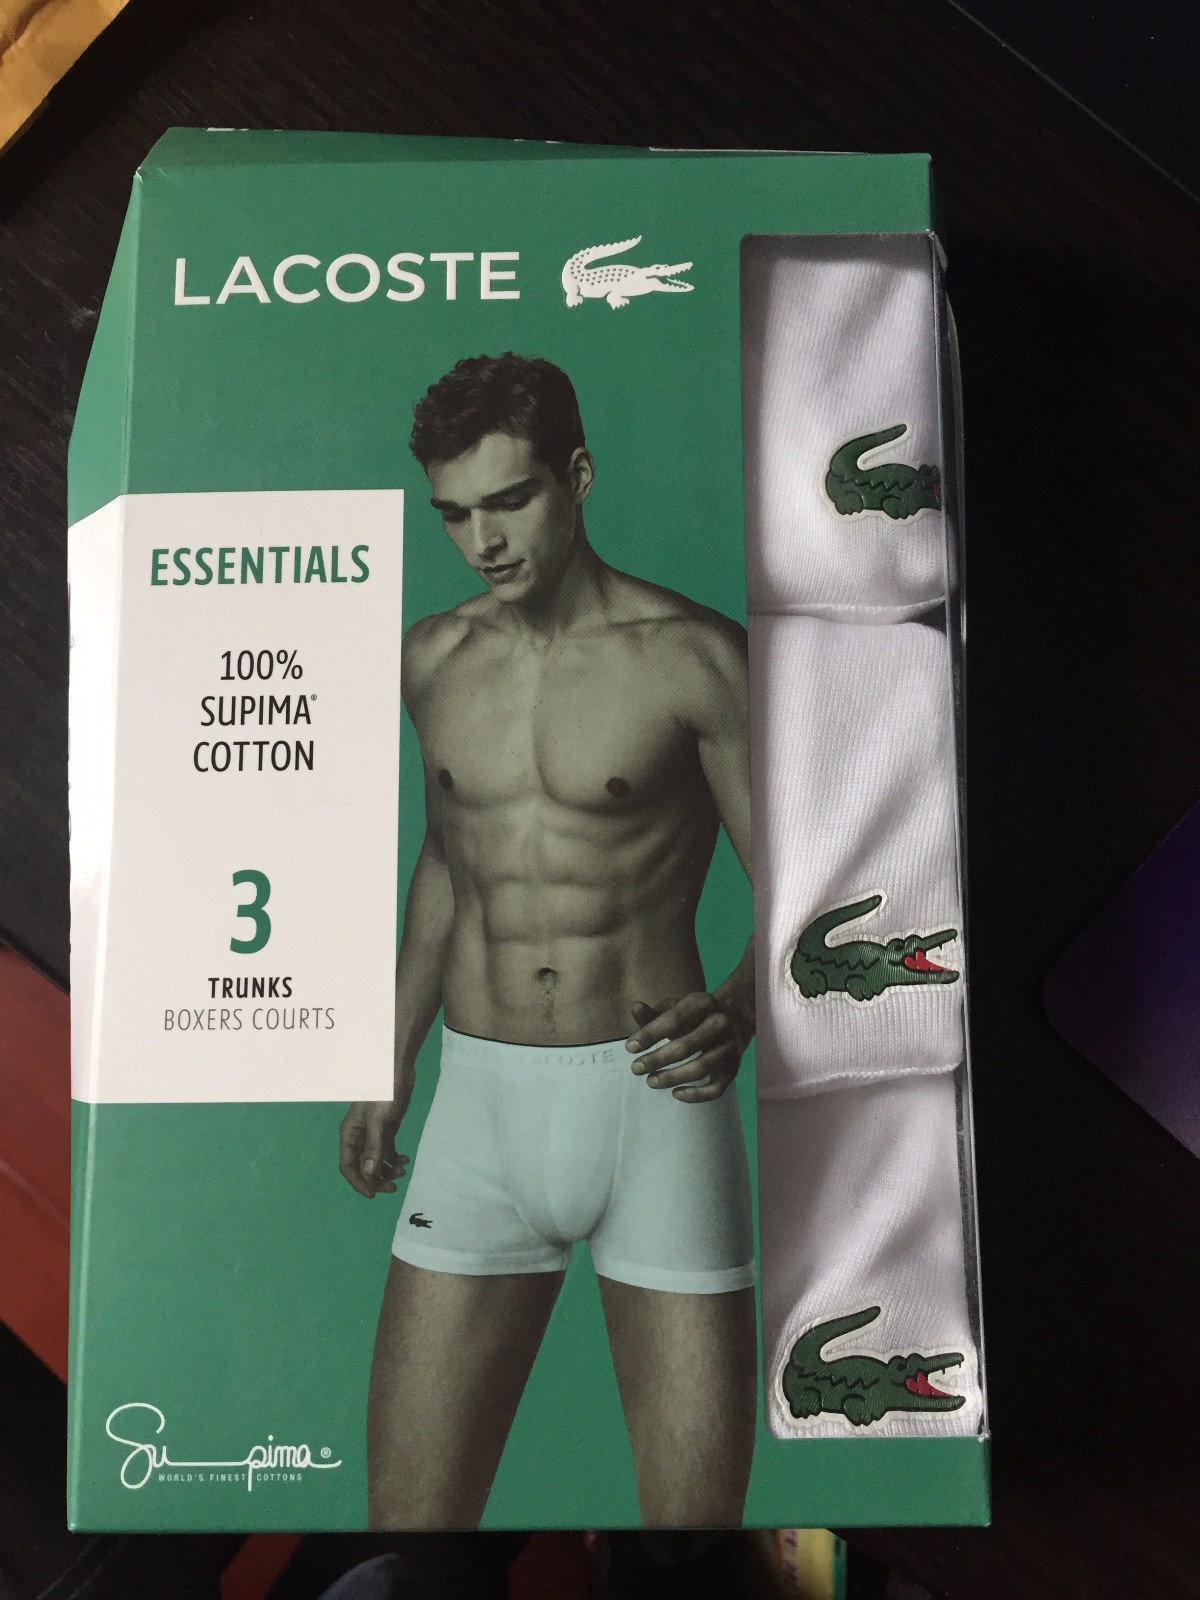 LACOSTE
ESSENTIALS
100%
SUPIMA®
COTTON
3
TRUNKS
BOXERS COURTS
LACOSTE
Supima®
WORLD'S FINEST COTTONS